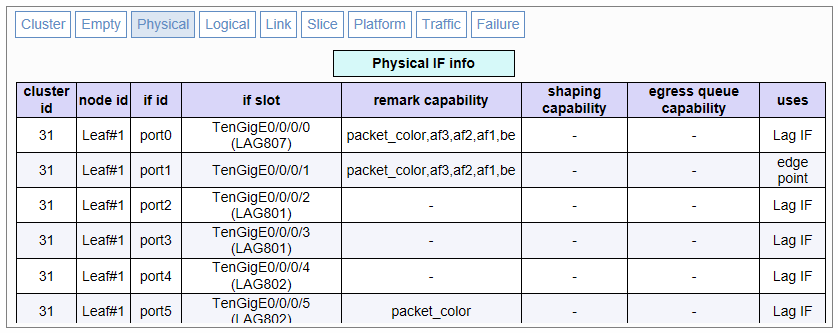 Cluster Empty Physical Logical Link Slice Platform Traffic Failure
Physical IF info
cluster id node id if id if slot remark capability shaping capability egress queue capability uses
31 Leaf#1 port0 TenGigE0/0/0/0 (LAG807) packet_color,af3,af2,af1,be - - Lag IF
31 Leaf#1 port1 TenGigE0/0/0/1 packet_color,af3,af2,af1,be - - edge point
31 Leaf#1 port2 TenGigE0/0/0/2 (LAG801) - - - Lag IF
31 Leaf#1 port3 TenGigE0/0/0/3 (LAG801) - - - Lag IF
31 Leaf#1 port4 TenGigE0/0/0/4 (LAG802) - - - Lag IF
31 Leaf#1 port5 TenGigE0/0/0/5 (LAG802) packet_color - - Lag IF